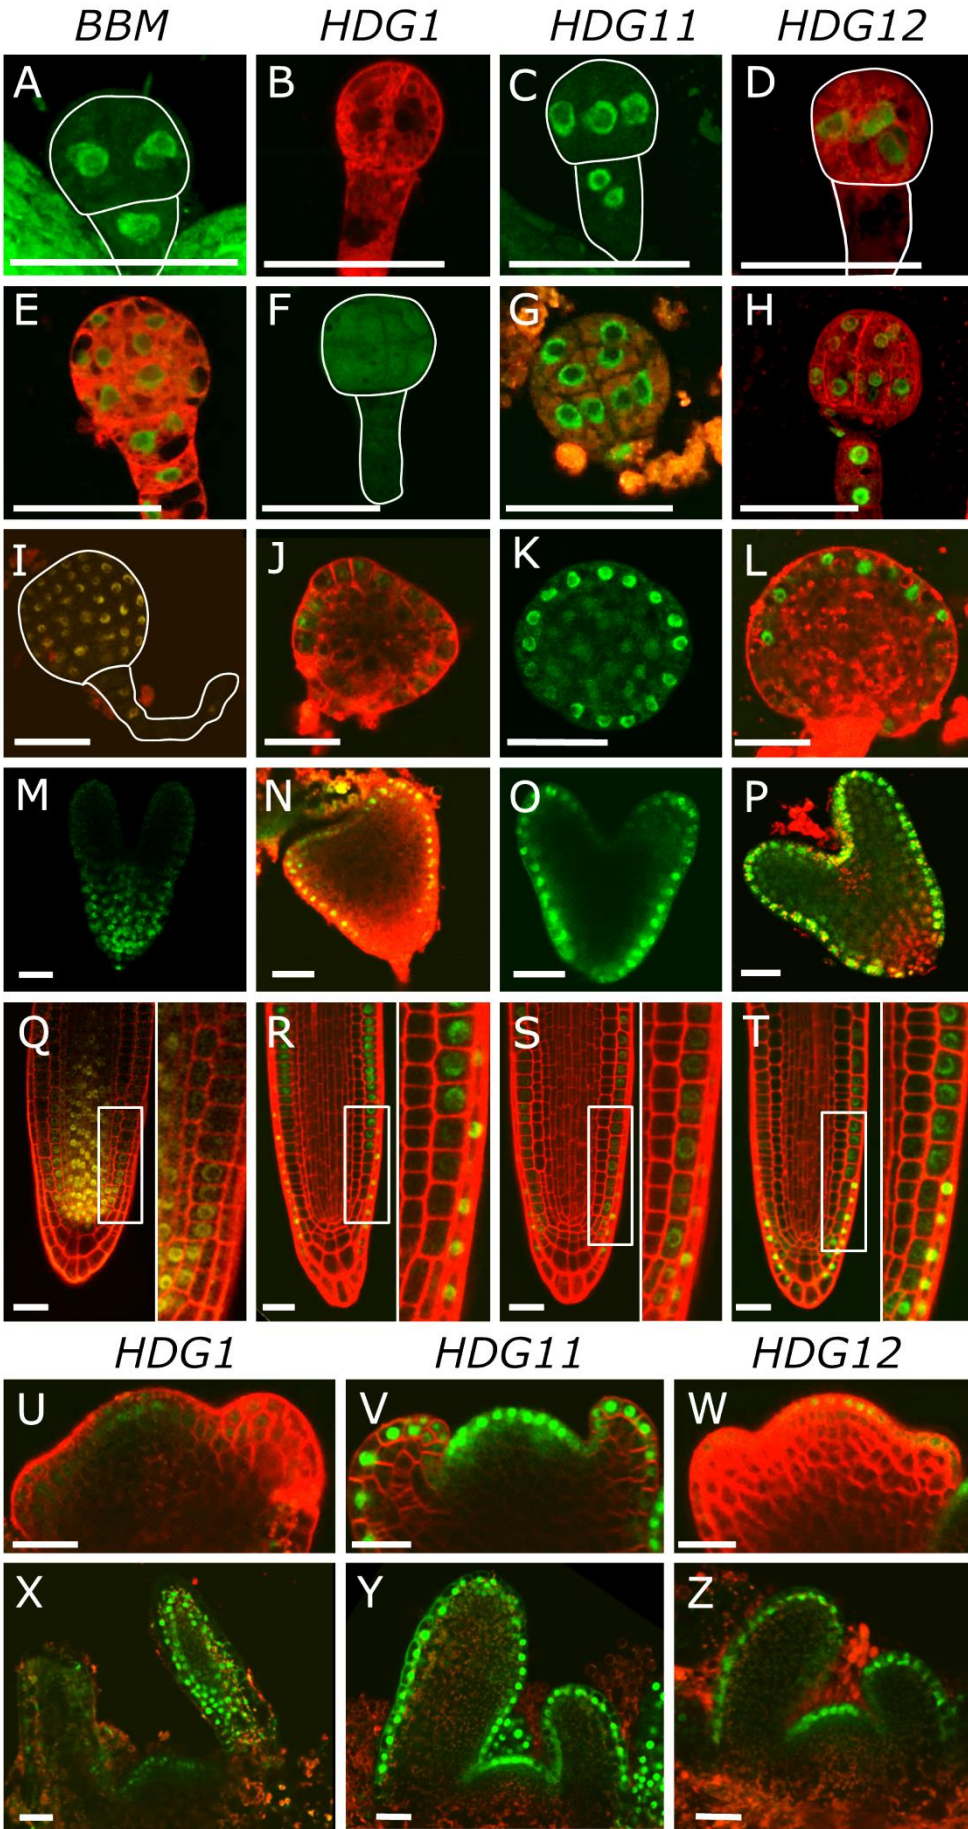 BBM HDG1 HDG11 HDG12
A B C D
E F G H
I J K L
M N O P
Q R S T
HDG1 HDG11 HDG12
U V W
X Y Z